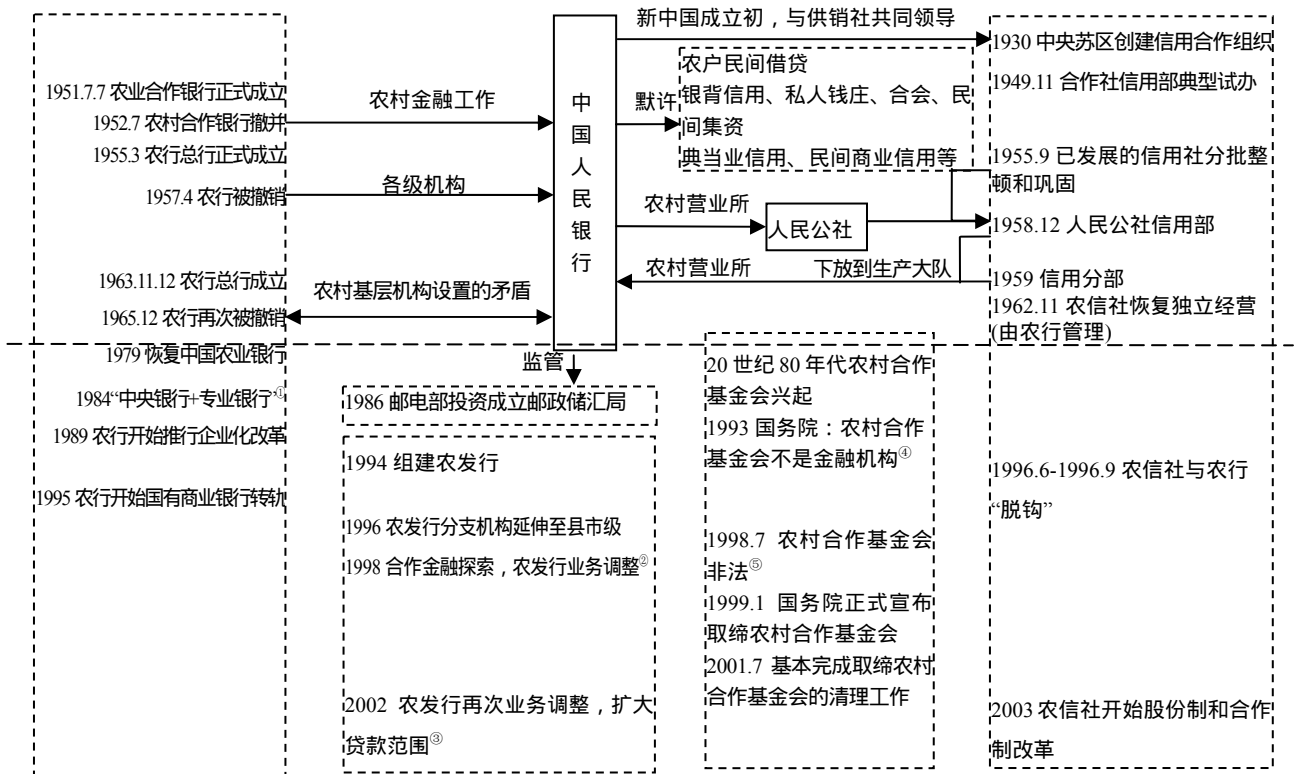 新中国成立初，与供销社共同领导
1951.7.7 农业合作银行正式成立
1952.7 农村合作银行撤并
1955.3 农行总行正式成立
1957.4 农行被撤销
1963.11.12 农行总行成立
1965.12 农行再次被撤销
1979 恢复中国农业银行
1984“中央银行+专业银行”①
1989 农行开始推行企业化改革
1995 农行开始国有商业银行转轨
农村金融工作
各级机构
农村基层机构设置的矛盾
中
国
人
民
银
行
默许
农户民间借贷
银背信用、私人钱庄、合会、民
间集资
典当业信用、民间商业信用等
农村营业所
人民公社
农村营业所
下放到生产大队
监管
1986 邮电部投资成立邮政储汇局
1994 组建农发行
1996 农发行分支机构延伸至县市级
1998 合作金融探索，农发行业务调整②
2002 农发行再次业务调整，扩大
贷款范围③
20 世纪 80 年代农村合作
基金会兴起
1993 国务院：农村合作
基金会不是金融机构④
1998.7 农村合作基金会
非法⑤
1999.1 国务院正式宣布
取缔农村合作基金会
2001.7 基本完成取缔农村
合作基金会的清理工作
1930 中央苏区创建信用合作组织
1949.11 合作社信用部典型试办
1955.9 已发展的信用社分批整
顿和巩固
1958.12 人民公社信用部
1959 信用分部
1962.11 农信社恢复独立经营
(由农行管理)
1996.6-1996.9 农信社与农行
“脱钩”
2003 农信社开始股份制和合作
制改革